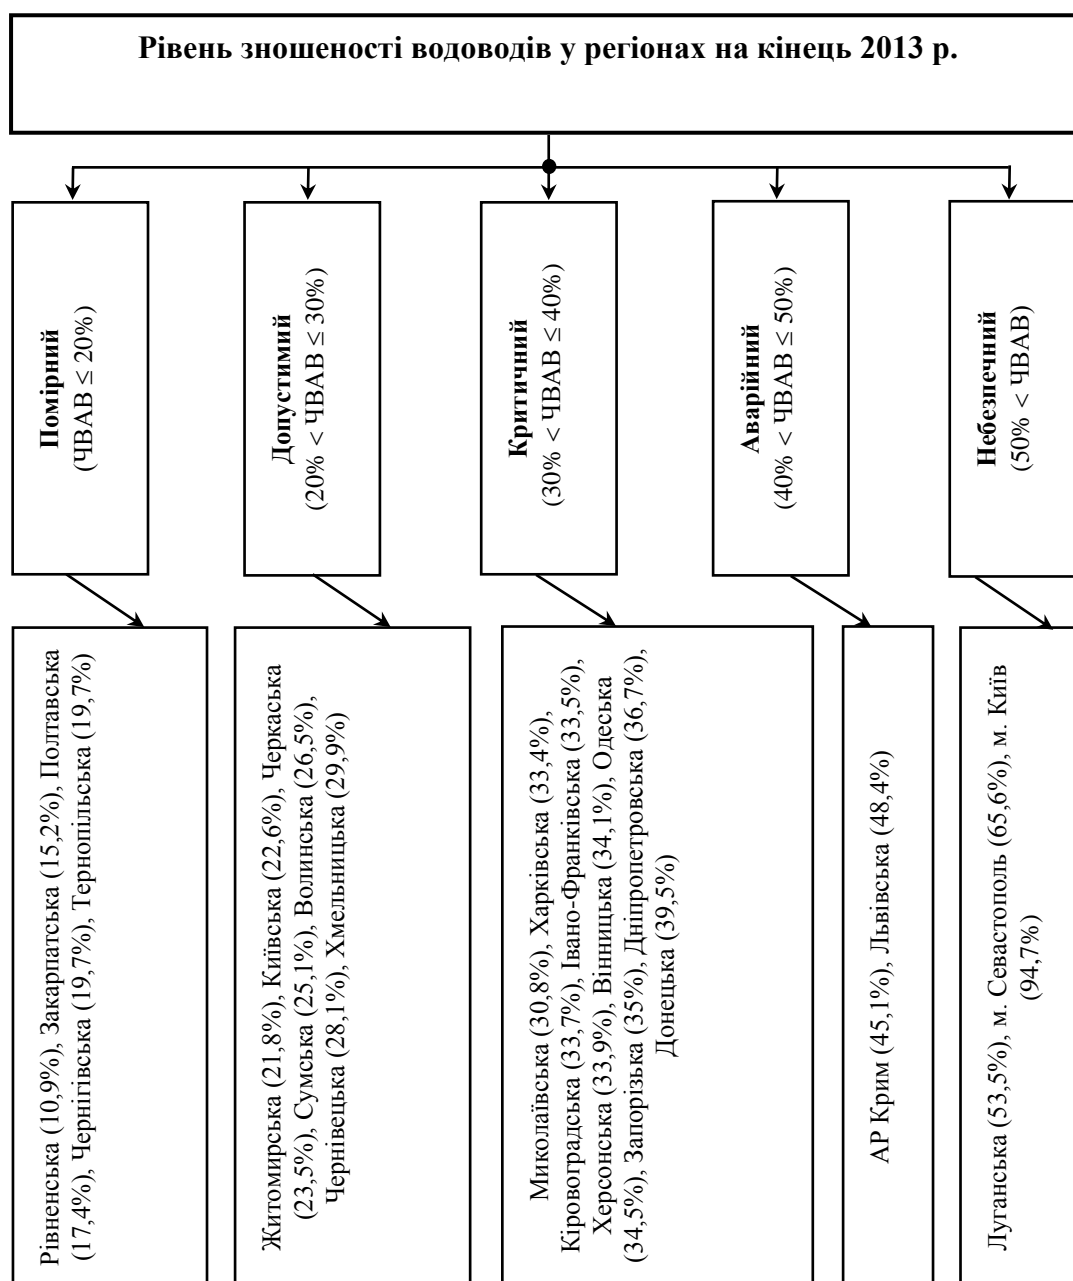 Рівень зношеності водоводів у регіонах на кінець 2013 р.
Помірний
(ЧВАВ ≤ 20%)
Допустимий
(20% < ЧВАВ ≤ 30%)
Критичний
(30% < ЧВАВ ≤ 40%)
Аварійний
(40% < ЧВАВ ≤ 50%)
Небезпечний
(50% < ЧВАВ)
Рівненська (10,9%), Закарпатська (15,2%), Полтавська
(17,4%), Чернігівська (19,7%), Тернопільська (19,7%)
Житомирська (21,8%), Київська (22,6%), Черкаська
(23,5%), Сумська (25,1%), Волинська (26,5%),
Чернівецька (28,1%), Хмельницька (29,9%)
Миколаївська (30,8%), Харківська (33,4%),
Кіровоградська (33,7%), Івано-Франківська (33,5%),
Херсонська (33,9%), Вінницька (34,1%), Одеська
(34,5%), Запорізька (35%), Дніпропетровська (36,7%),
Донецька (39,5%)
АР Крим (45,1%), Львівська (48,4%)
Луганська (53,5%), м. Севастополь (65,6%), м. Київ
(94,7%)